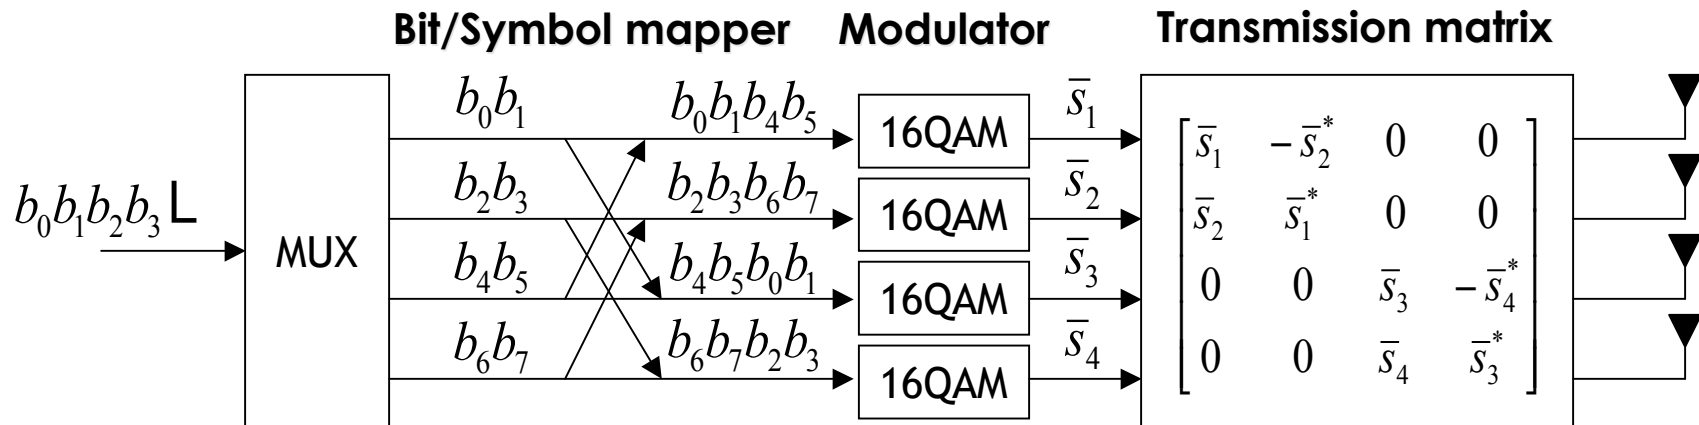 Bit/Symbol mapper Modulator Transmission matrix
b₀b₁ b₀b₁b₄b₅ 16QAM s̅₁
b₂b₃ b₂b₃b₆b₇ 16QAM s̅₂
b₀b₁b₂b₃ L
MUX
b₄b₅ b₄b₅b₀b₁ 16QAM s̅₃
b₆b₇ b₆b₇b₂b₃ 16QAM s̅₄
s̅₁ −s̅₂* 0 0
s̅₂ s̅₁* 0 0
0 0 s̅₃ −s̅₄*
0 0 s̅₄ s̅₃*